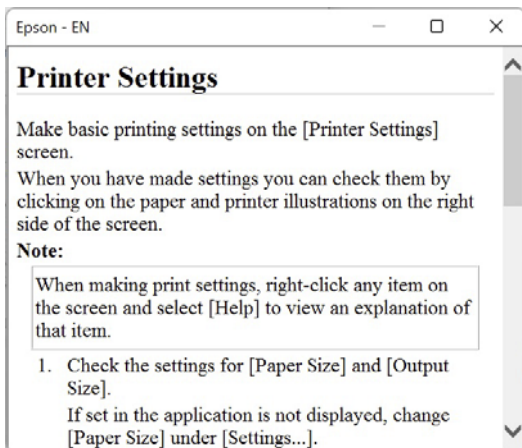 Epson - EN
Printer Settings
Make basic printing settings on the [Printer Settings]
screen.
When you have made settings you can check them by
clicking on the paper and printer illustrations on the right
side of the screen.
Note:
When making print settings, right-click any item on
the screen and select [Help] to view an explanation of
that item.
1. Check the settings for [Paper Size] and [Output
Size].
If set in the application is not displayed, change
[Paper Size] under [Settings...].